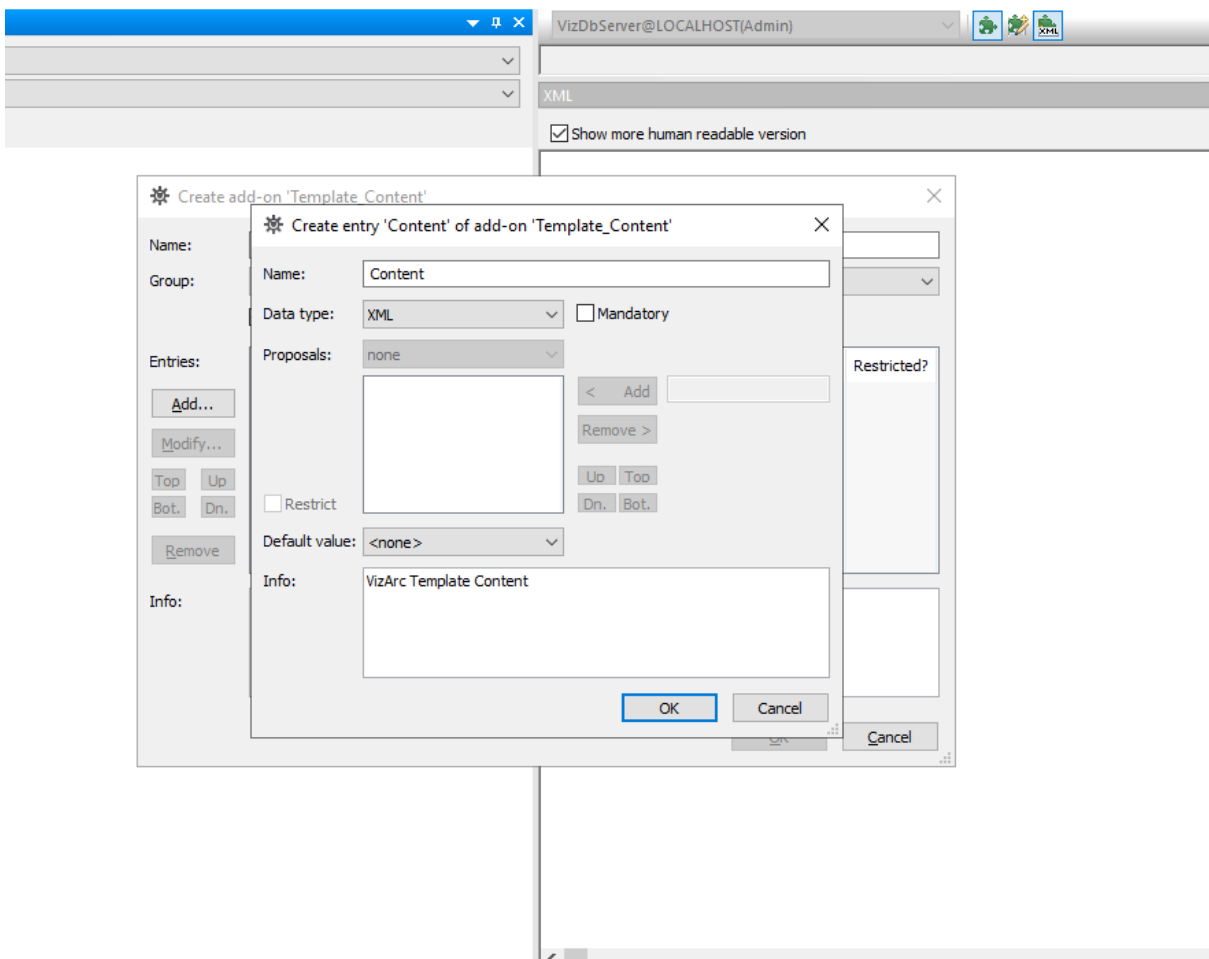 VizDbServer@LOCALHOST(Admin)
XML
XML
Show more human readable version
Create add-on 'Template_Content'
Create entry 'Content' of add-on 'Template_Content'
Name:
Group:
Entries:
Restricted?
Add...
Modify...
Top Up
Bot. Dn.
Remove
Info:
Name: Content
Data type: XML Mandatory
Proposals: none
< Add
Remove >
Up Top
Dn. Bot.
Restrict
Default value: <none>
Info: VizArc Template Content
OK Cancel
OK Cancel